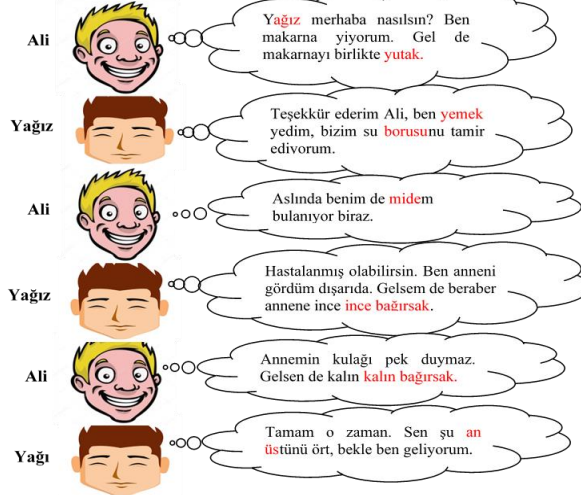 Ali
Yağız merhaba nasılsın? Ben
makarna yiyorum. Gel de
makarnayı birlikte yutak.
Yağız
Teşekkür ederim Ali, ben yemek
yedim, bizim su borusunu tamir
ediyorum.
Ali
Aslında benim de midem
bulanıyor biraz.
Yağız
Hastalanmış olabilirsin. Ben anneni
gördüm dışarıda. Gelsem de beraber
annene ince ince bağırsak.
Ali
Annemin kulağı pek duymaz.
Gelsen de kalın kalın bağırsak.
Yağı
Tamam o zaman. Sen şu an
üstünü ört, bekle ben geliyorum.